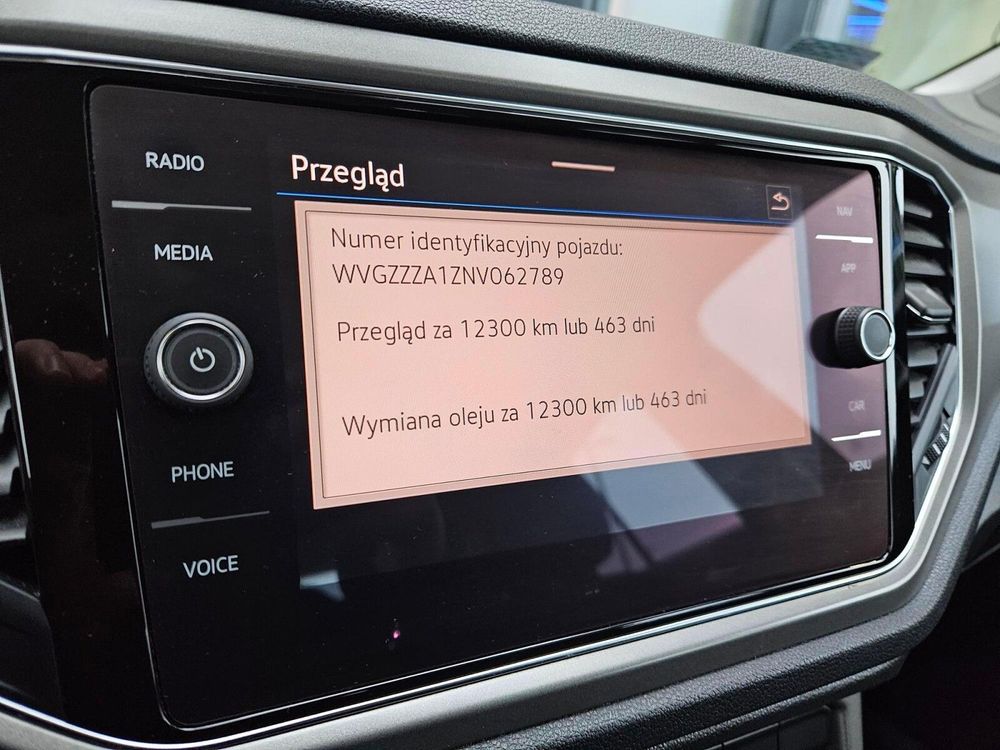 RADIO
MEDIA
PHONE
VOICE
Przegląd
Numer identyfikacyjny pojazdu:
WVGZZZA1ZNV062789
Przegląd za 12300 km lub 463 dni
Wymiana oleju za 12300 km lub 463 dni
NAV
APP
CAR
MENU